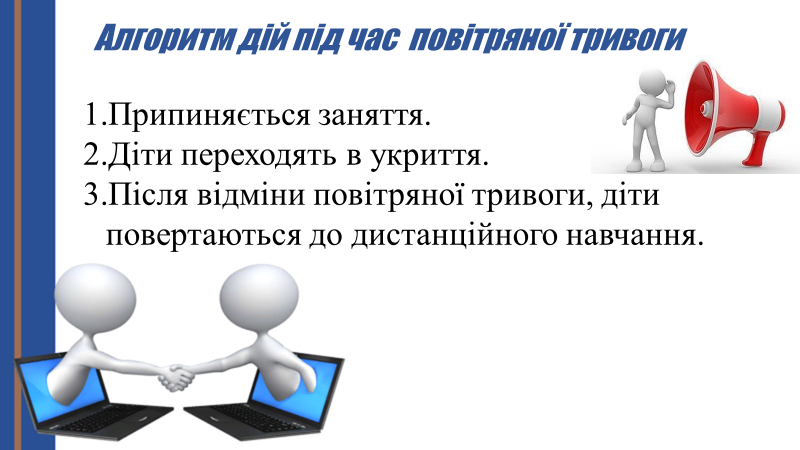 Алгоритм дій під час повітряної тривоги
1.Припиняється заняття.
2.Діти переходять в укриття.
3.Після відміни повітряної тривоги, діти
повертаються до дистанційного навчання.